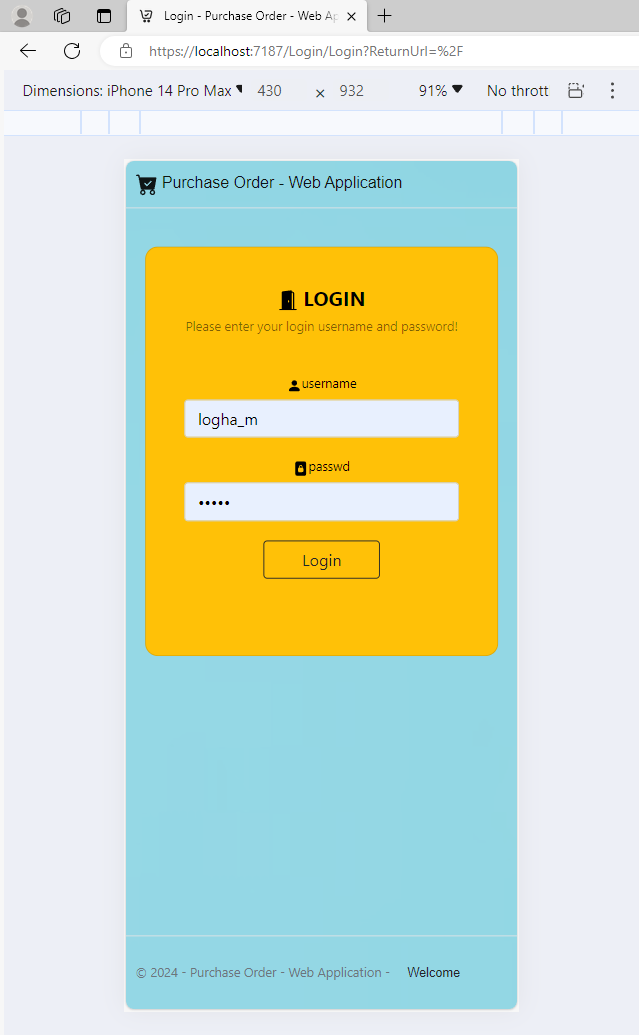 Login - Purchase Order - Web Ap
https://localhost:7187/Login/Login?ReturnUrl=%2F
Dimensions: iPhone 14 Pro Max 430 × 932 91% No thrott
Purchase Order - Web Application
LOGIN
Please enter your login username and password!
username
logha_m
passwd
•••••
Login
© 2024 - Purchase Order - Web Application - Welcome